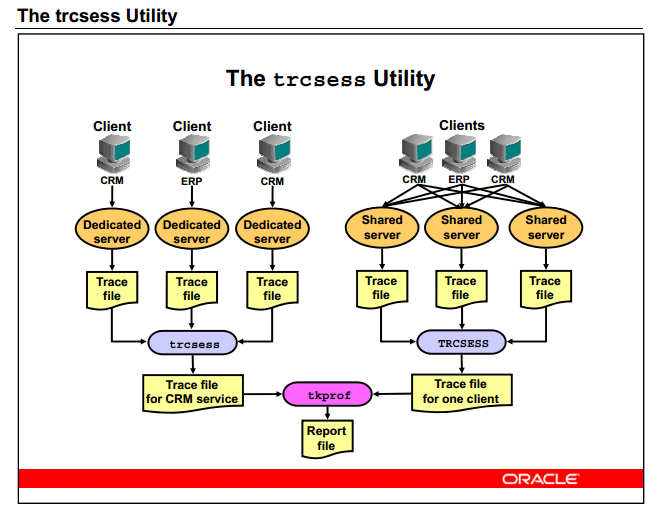 The trcsess Utility
The trcsess Utility
Client
Client
Client
Clients
CRM
ERP
CRM
CRM
ERP
CRM
Dedicated
server
Dedicated
server
Dedicated
server
Shared
server
Shared
server
Shared
server
Trace
file
Trace
file
Trace
file
Trace
file
Trace
file
Trace
file
trcsess
TRCSESS
Trace file
for CRM service
tkprof
Trace file
for one client
Report
file
ORACLE